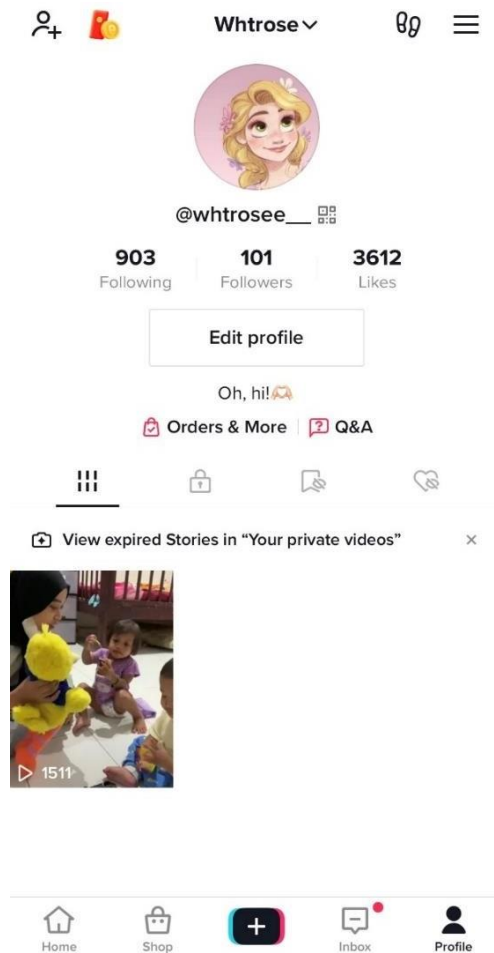 Whtrose
@whtrosee__
903 101 3612
Following Followers Likes
Edit profile
Oh, hi!🫶🏻
Orders & More Q&A
View expired Stories in “Your private videos”
1511
Home Shop Inbox Profile